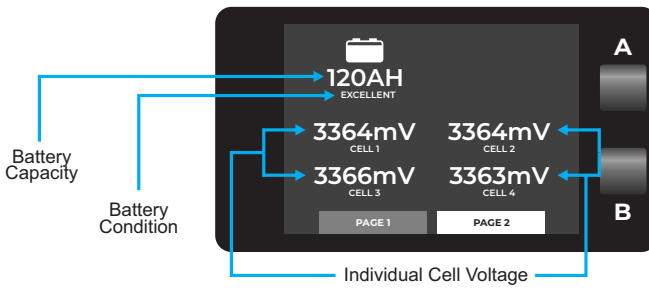 A
120AH
EXCELLENT
3364mV 3364mV
CELL 1 CELL 2
Battery
Capacity
3366mV 3363mV
CELL 3 CELL 4
Battery
Condition
B
PAGE 1 PAGE 2
Individual Cell Voltage